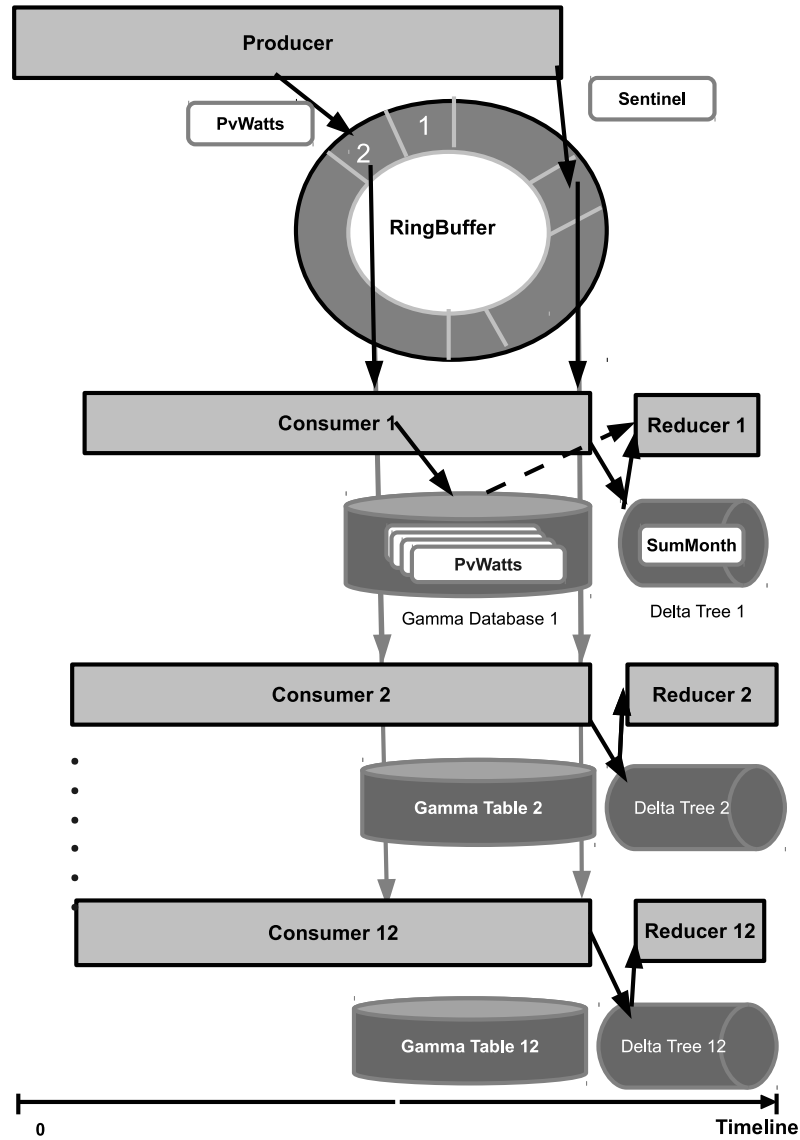 Producer
PvWatts
Sentinel
1
2
RingBuffer
Consumer 1
Reducer 1
PvWatts
SumMonth
Gamma Database 1
Delta Tree 1
Consumer 2
Reducer 2
Gamma Table 2
Delta Tree 2
Consumer 12
Reducer 12
Gamma Table 12
Delta Tree 12
0
Timeline